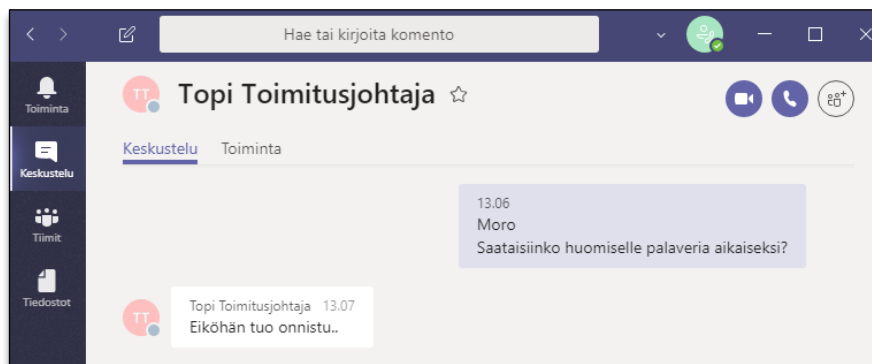 Hae tai kirjoita komento
Toiminta
Keskustelu
Tiimit
Tiedostot
TT
Topi Toimitusjohtaja
Keskustelu Toiminta
13.06
Moro
Saataisiinko huomiselle palaveria aikaiseksi?
TT
Topi Toimitusjohtaja 13.07
Eiköhän tuo onnistu..